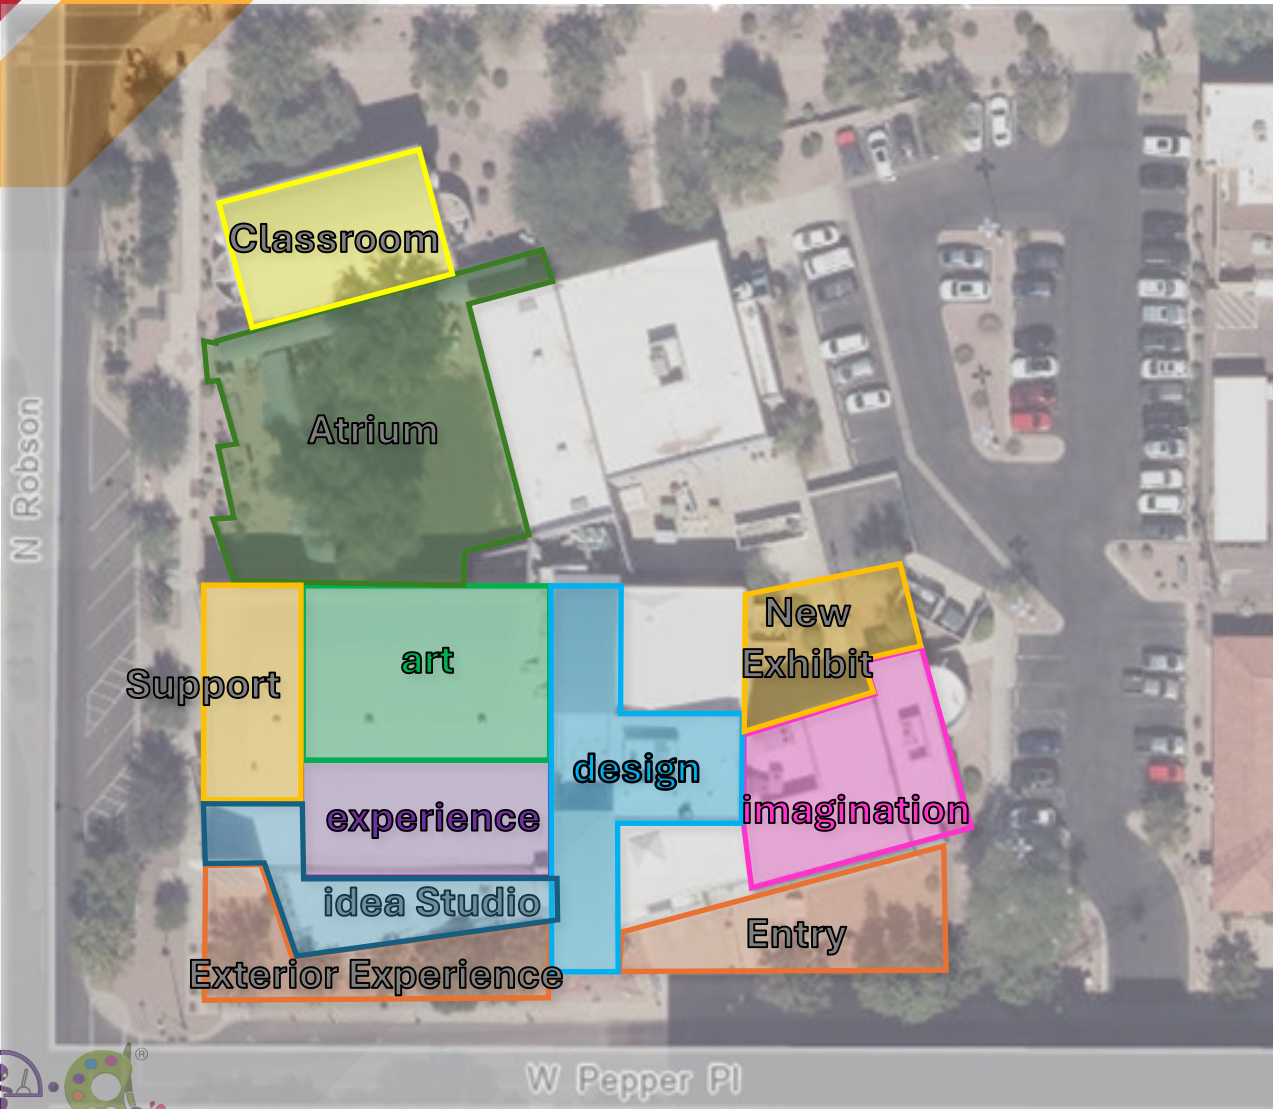 Classroom
Atrium
N Robson
New
Exhibit
art
Support
design
experience
imagination
idea Studio
Entry
Exterior Experience
®
W Pepper Pl